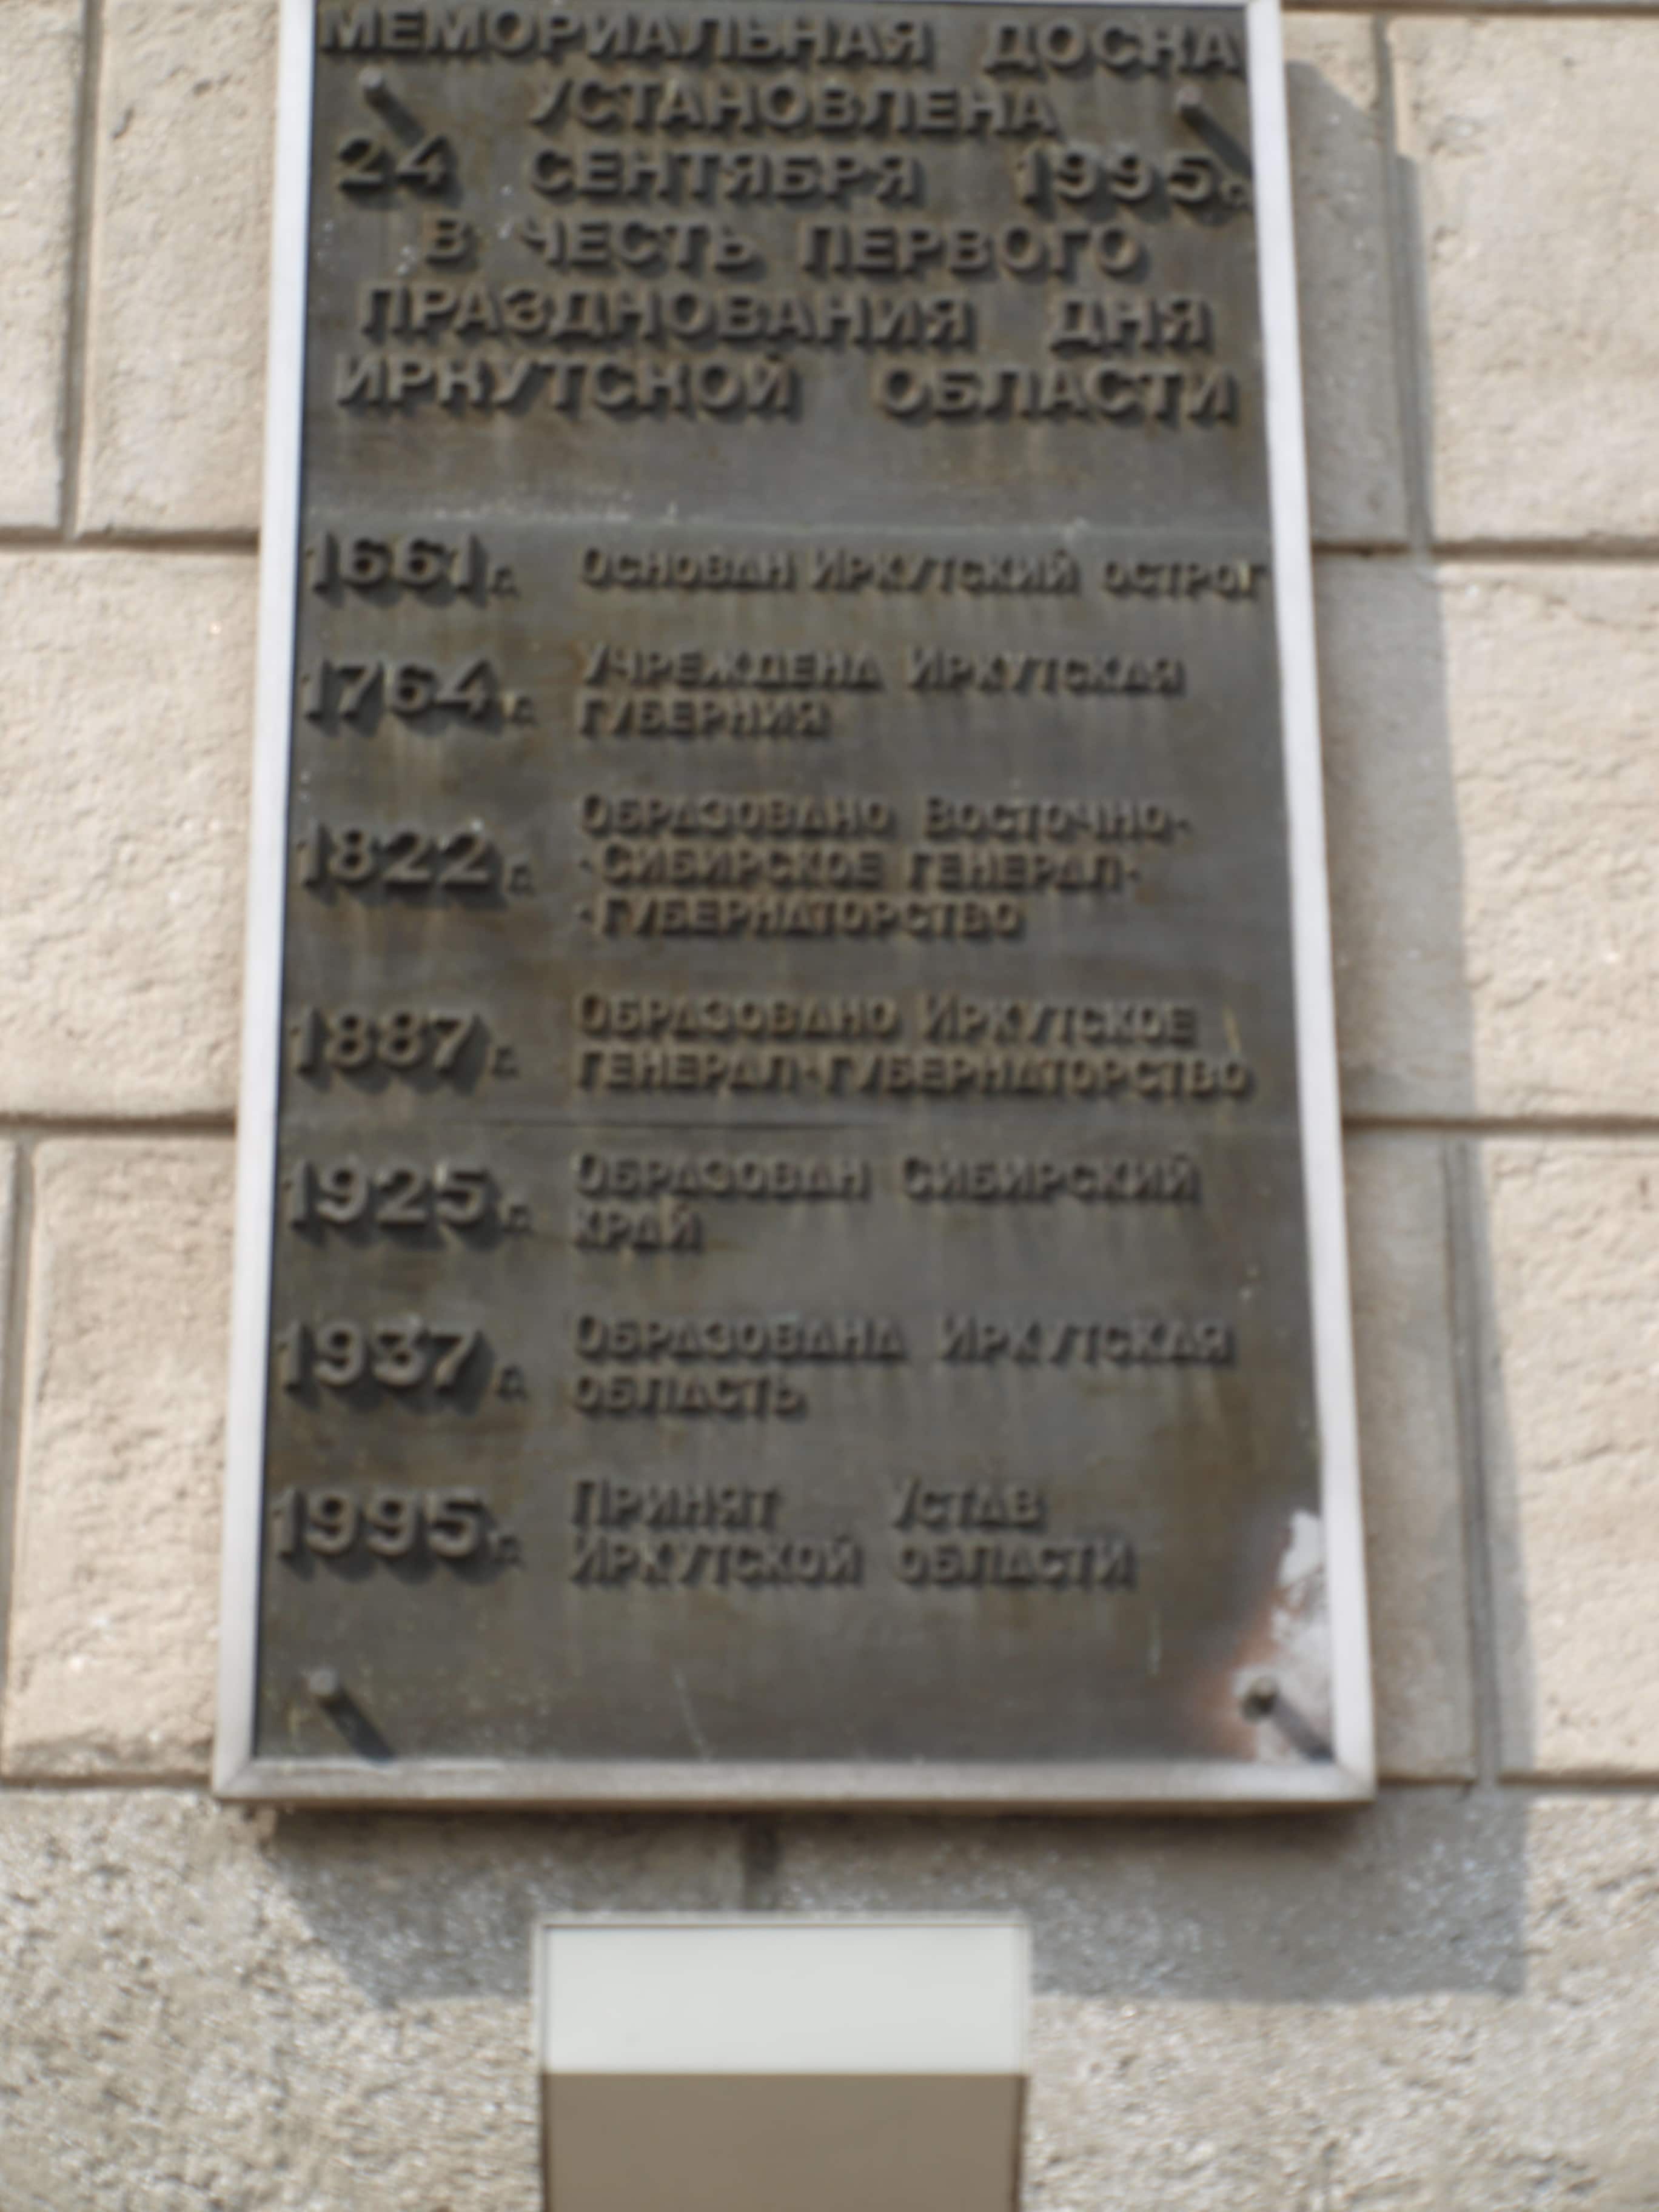 МЕМОРИАЛЬНАЯ ДОСКА
УСТАНОВЛЕНА
24 СЕНТЯБРЯ 1995г.
В ЧЕСТЬ ПЕРВОГО
ПРАЗДНОВАНИЯ ДНЯ
ИРКУТСКОЙ ОБЛАСТИ
1661г. ОСНОВАН ИРКУТСКИЙ ОСТРОГ
1764г. УЧРЕЖДЕНА ИРКУТСКАЯ
ГУБЕРНИЯ
1822г. ОБРАЗОВАНО ВОСТОЧНО-
-СИБИРСКОЕ ГЕНЕРАЛ-
-ГУБЕРНАТОРСТВО
1887г. ОБРАЗОВАНО ИРКУТСКОЕ
ГЕНЕРАЛ-ГУБЕРНАТОРСТВО
1925г. ОБРАЗОВАН СИБИРСКИЙ
КРАЙ
1937г. ОБРАЗОВАНА ИРКУТСКАЯ
ОБЛАСТЬ
1995г. ПРИНЯТ УСТАВ
ИРКУТСКОЙ ОБЛАСТИ